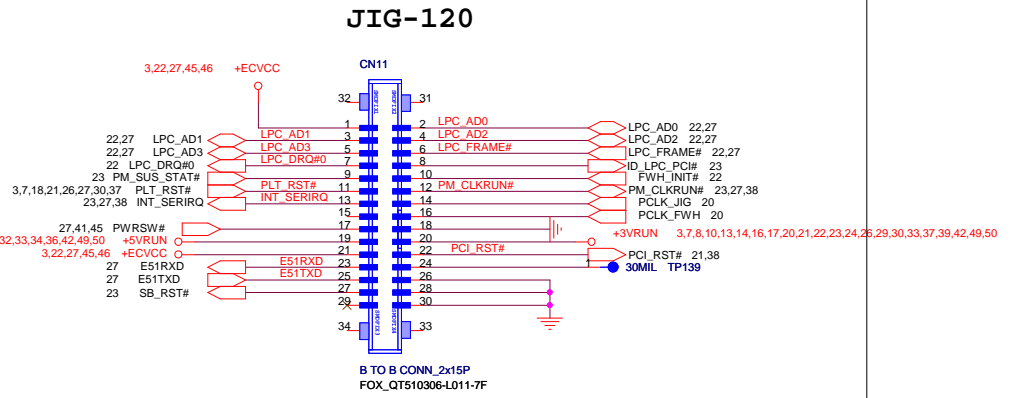 JIG-120
3,22,27,45,46 +ECVCC
CN11
32 31
1 2 LPC_AD0 LPC_AD0 22,27
22,27 LPC_AD1 LPC_AD1 3 4 LPC_AD2 LPC_AD2 22,27
22,27 LPC_AD3 LPC_AD3 5 6 LPC_FRAME# LPC_FRAME# 22,27
22 LPC_DRQ#0 LPC_DRQ#0 7 8 ID_LPC_PCI# 23
23 PM_SUS_STAT# 9 10 FWH_INIT# 22
3,7,18,21,26,27,30,37 PLT_RST# PLT_RST# 11 12 PM_CLKRUN# PM_CLKRUN# 23,27,38
23,27,38 INT_SERIRQ INT_SERIRQ 13 14 PCLK_JIG 20
15 16 PCLK_FWH 20
27,41,45 PWRSW# 17 18
32,33,34,36,42,49,50 +5VRUN 19 20 +3VRUN 3,7,8,10,13,14,16,17,20,21,22,23,24,26,29,30,33,37,39,42,49,50
3,22,27,45,46 +ECVCC 21 22 PCI_RST# PCI_RST# 21,38
27 E51RXD E51RXD 23 24 1 30MIL TP139
27 E51TXD E51TXD 25 26
23 SB_RST# 27 28
29 30
34 33
B TO B CONN_2x15P
FOX_QT510306-L011-7F